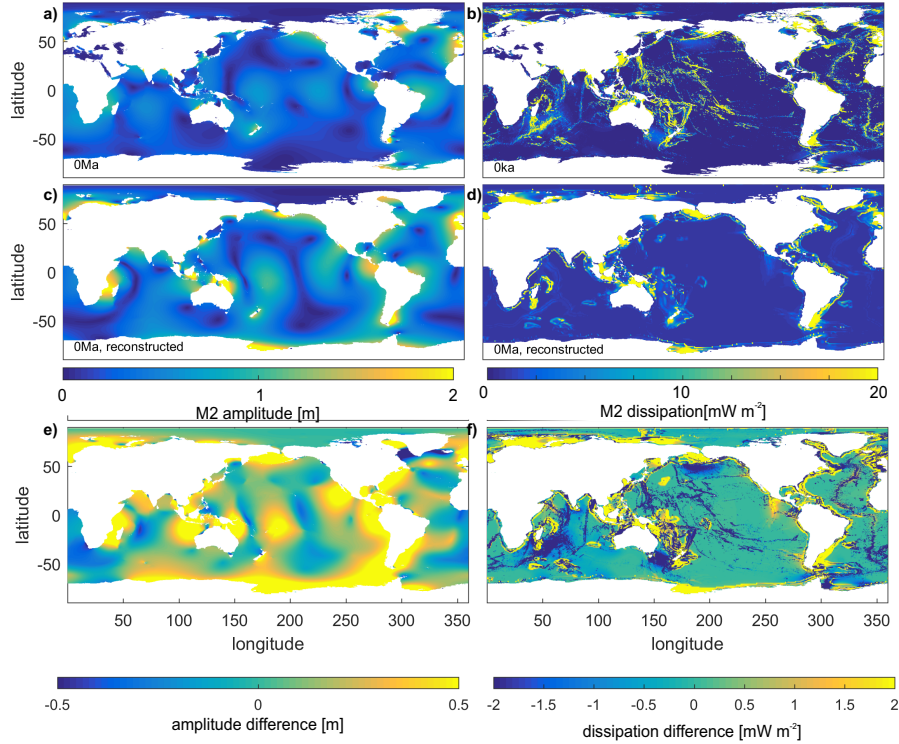 a)
b)
50
0
-50
latitude
0Ma
0ka
c)
d)
50
0
-50
latitude
0Ma, reconstructed
0Ma, reconstructed
0 1 2
M2 amplitude [m]
0 10 20
M2 dissipation[mW m-2]
e)
f)
50
0
-50
latitude
50 100 150 200 250 300 350
longitude
50 100 150 200 250 300 350
longitude
-0.5 0 0.5
amplitude difference [m]
-2 -1.5 -1 -0.5 0 0.5 1 1.5 2
dissipation difference [mW m-2]